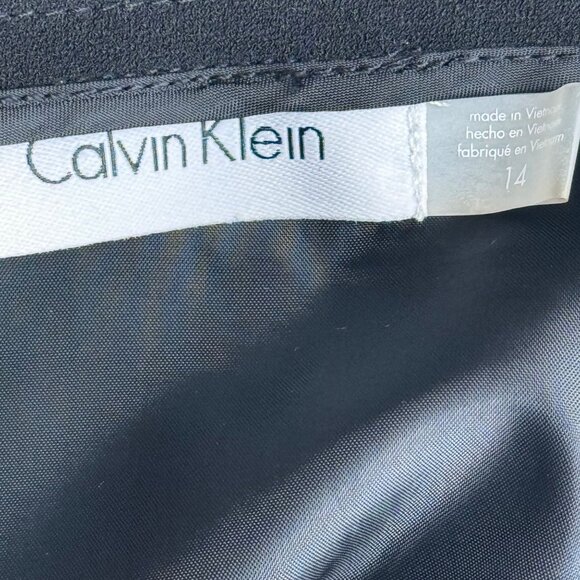 Calvin Klein
made in Vietnam
hecho en Vietnam
fabriqué en Vietnam
14